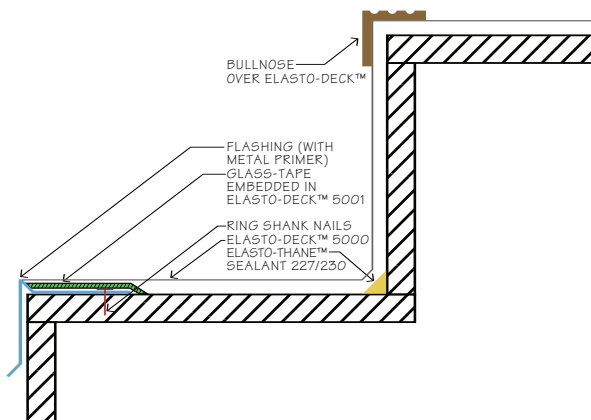 BULLNOSE
OVER ELASTO-DECK™
FLASHING (WITH
METAL PRIMER)
GLASS-TAPE
EMBEDDED IN
ELASTO-DECK™ 5001
RING SHANK NAILS
ELASTO-DECK™ 5000
ELASTO-THANE™
SEALANT 227/230